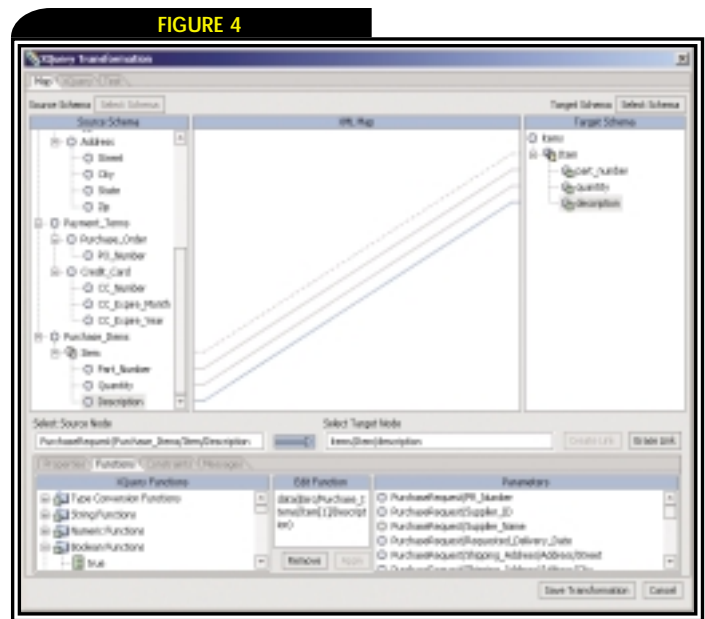 FIGURE 4
XQuery Transformation
Map XQuery Test
Source Schema Select Schema
Target Schema Select Schema
Source Schema
XML Map
Target Schema
Address
Street
City
State
Zip
Payment_Terms
Purchase_Order
PO_Number
Credit_Card
CC_Number
CC_Expire_Month
CC_Expire_Year
Purchase_Items
Item
Part_Number
Quantity
Description
items
item
part_number
quantity
description
Select Source Node
Select Target Node
PurchaseRequest/Purchase_Items/Item/Description
items/item/description
Create Link
Break Link
Properties Functions Constraints Messages
XQuery Functions
Edit Function
Parameters
Type Conversion Functions
String Functions
Numeric Functions
Boolean Functions
true
Remove
Apply
PurchaseRequest/PR_Number
PurchaseRequest/Supplier_ID
PurchaseRequest/Supplier_Name
PurchaseRequest/Requested_Delivery_Date
PurchaseRequest/Shipping_Address/Address/Street
Save Transformation
Cancel